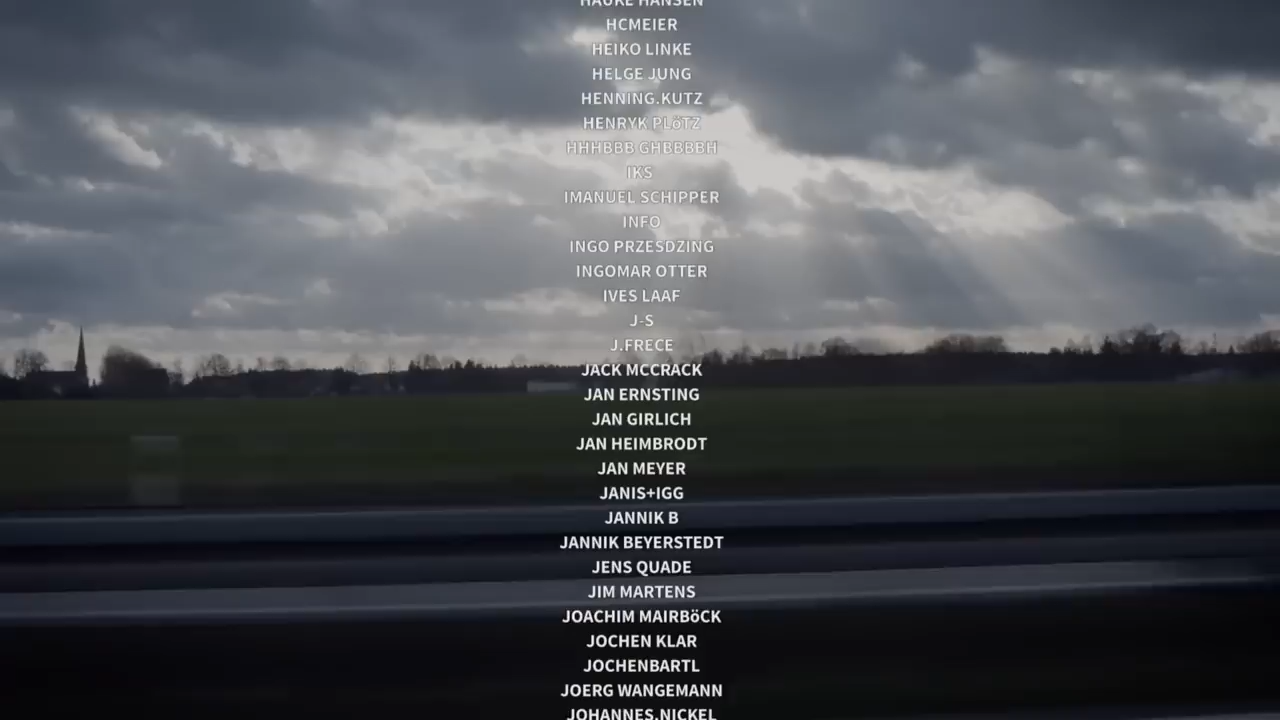 HAUKE HANSEN
HCMEIER
HEIKO LINKE
HELGE JUNG
HENNING.KUTZ
HENRYK PLöTZ
HHHBBB GHBBBBH
IKS
IMANUEL SCHIPPER
INFO
INGO PRZESDZING
INGOMAR OTTER
IVES LAAF
J-S
J.FRECE
JACK MCCRACK
JAN ERNSTING
JAN GIRLICH
JAN HEIMBRODT
JAN MEYER
JANIS+IGG
JANNIK B
JANNIK BEYERSTEDT
JENS QUADE
JIM MARTENS
JOACHIM MAIRBöCK
JOCHEN KLAR
JOCHENBARTL
JOERG WANGEMANN
JOHANNES.NICKEL